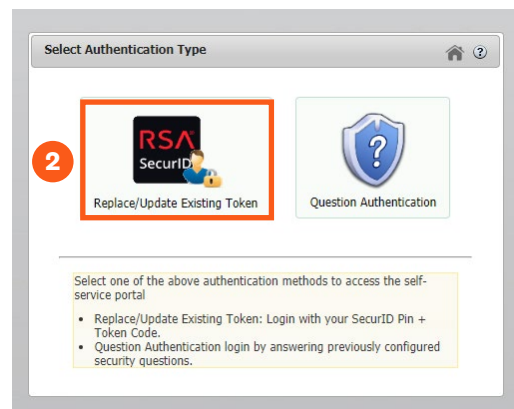 Select Authentication Type
?
2
RSA
SecurID
?
Replace/Update Existing Token
Question Authentication
Select one of the above authentication methods to access the self-
service portal
• Replace/Update Existing Token: Login with your SecurID Pin +
Token Code.
• Question Authentication login by answering previously configured
security questions.